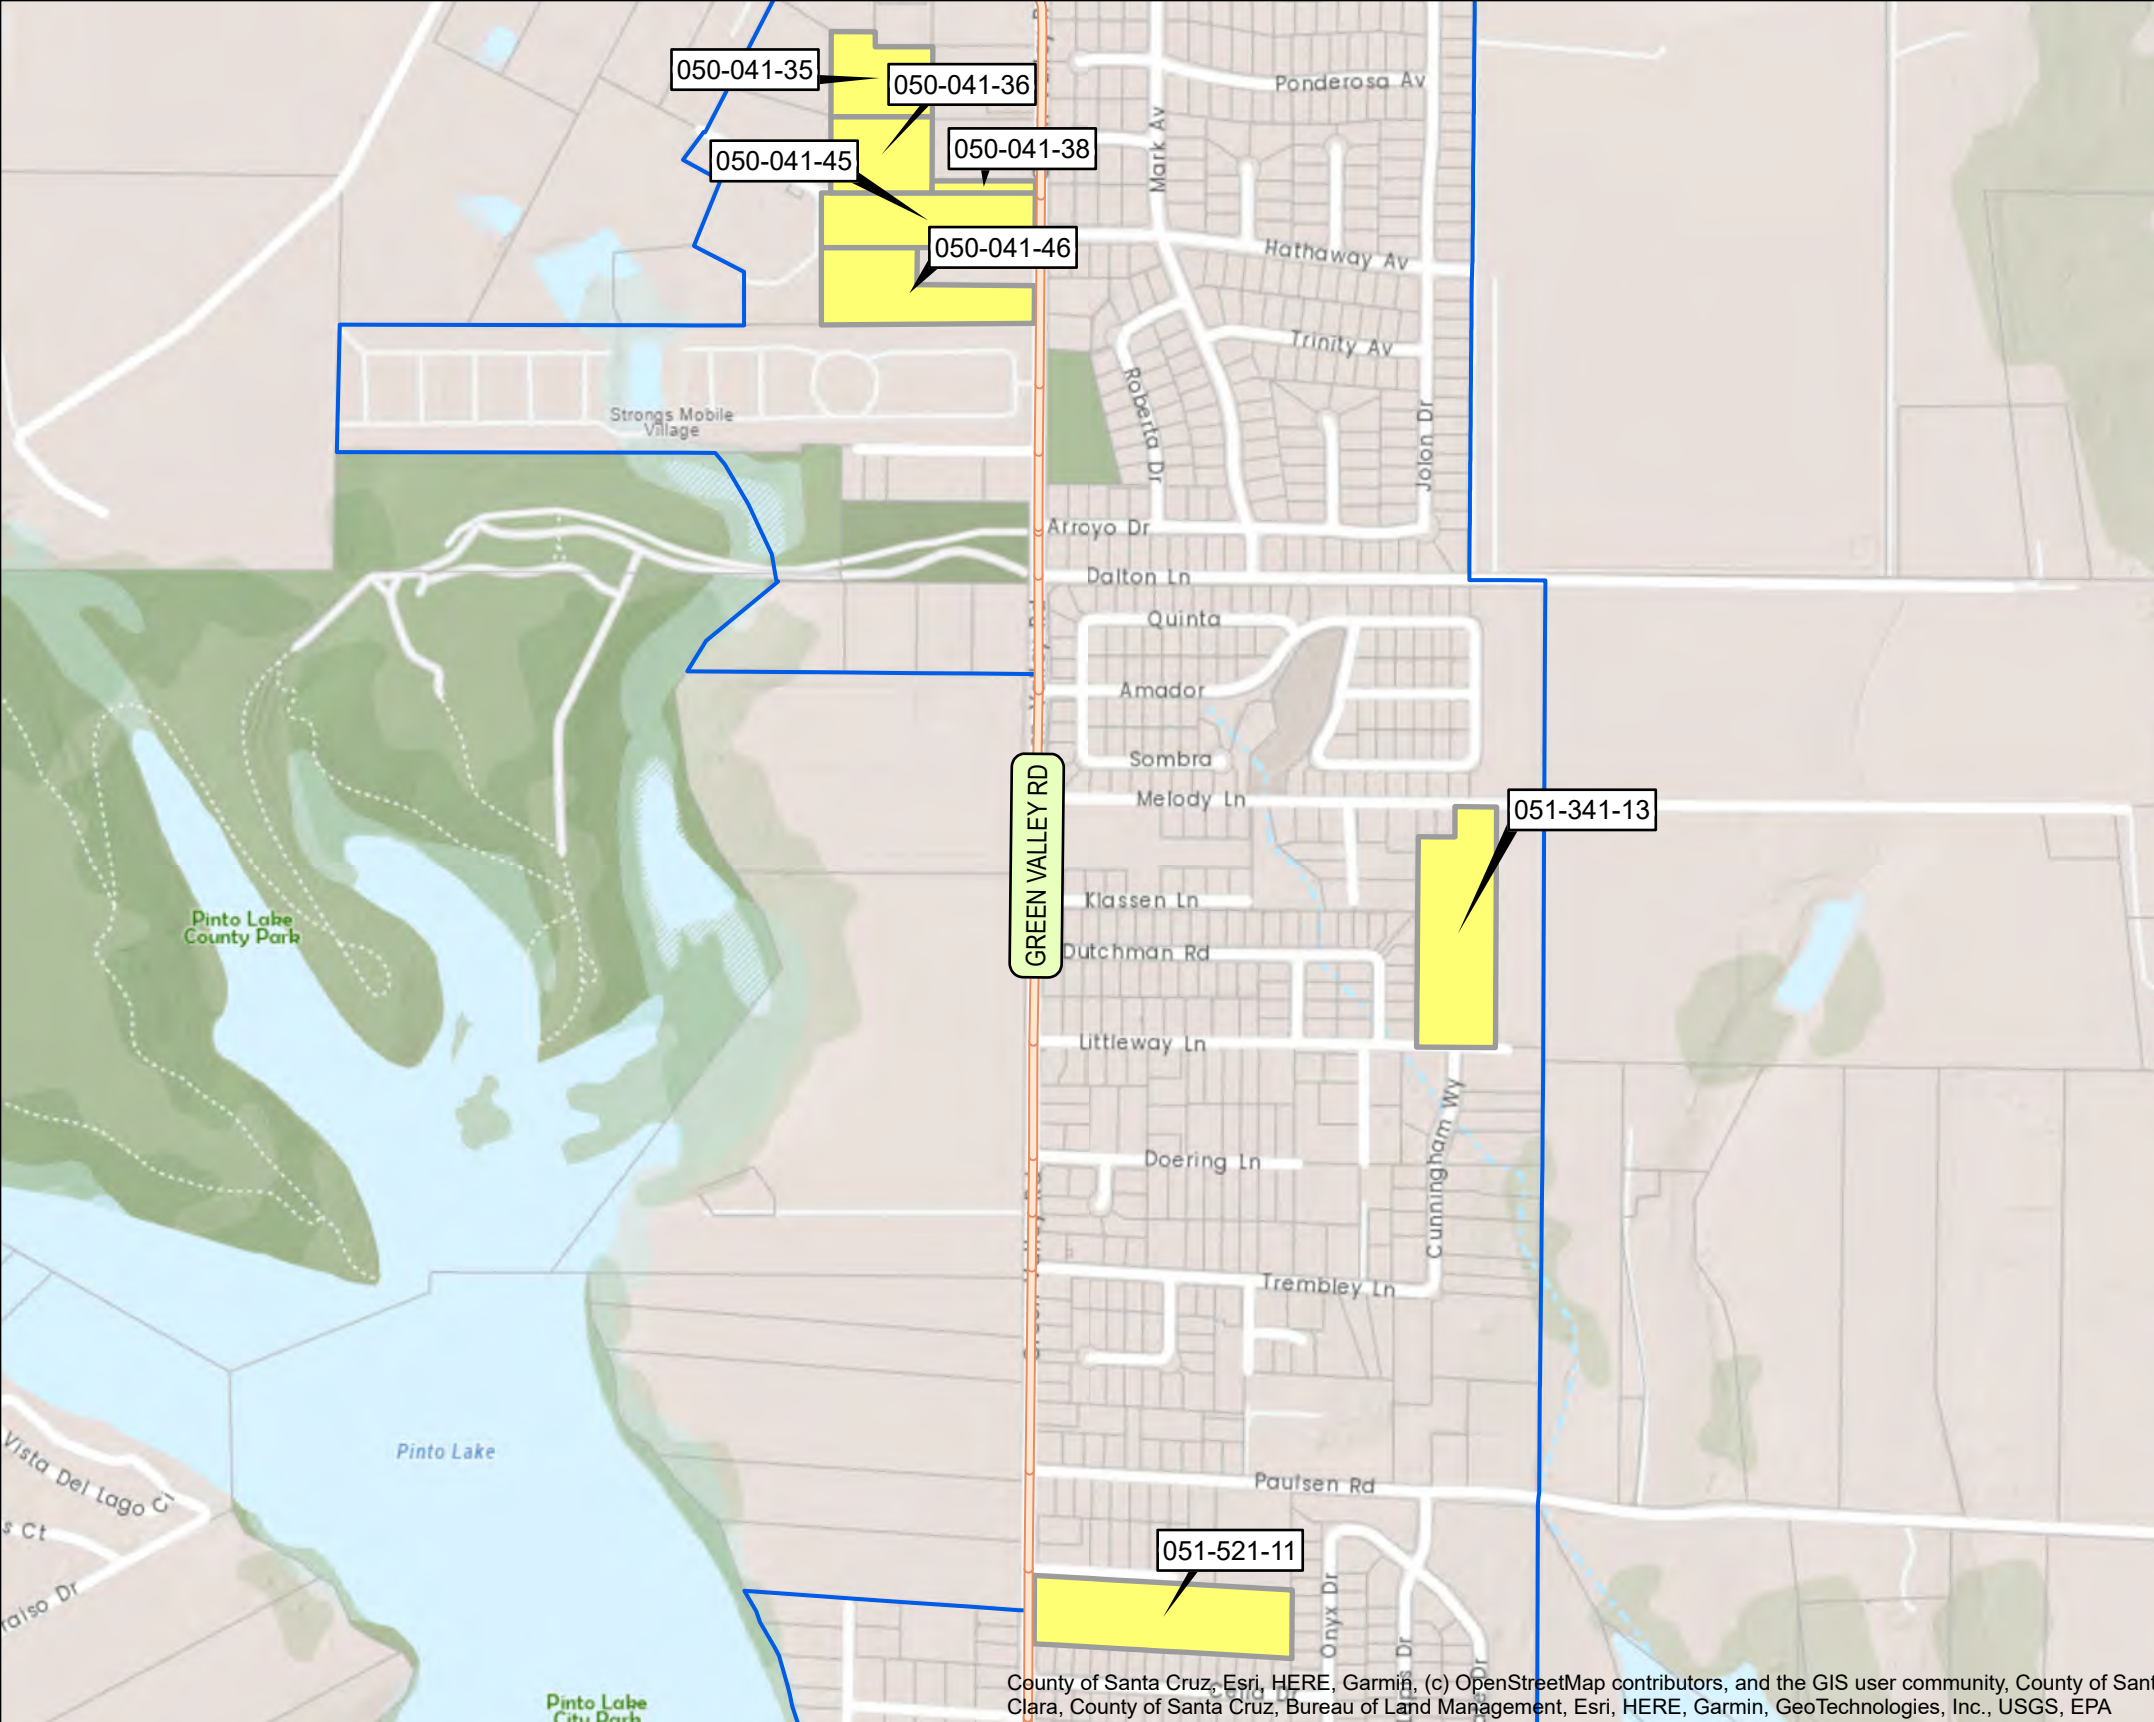 050-041-35
050-041-36
Ponderosa Av
050-041-38
050-041-45
Mark Av
050-041-46
Hathaway Av
Trinity Av
Roberta Dr
Jolon Dr
Strongs Mobile
Village
Arroyo Dr
Dalton Ln
Quinta
Amador
Sombra
Melody Ln
051-341-13
GREEN VALLEY RD
Klassen Ln
Pinto Lake
County Park
Dutchman Rd
Littleway Ln
Cunningham Wy
Doering Ln
Trembley Ln
Pinto Lake
Vista Del Lago Cl
Paulsen Rd
s Ct
051-521-11
raiso Dr
Onyx Dr
Pinto Lake
City Park
Celia Dr
County of Santa Cruz, Esri, HERE, Garmin, (c) OpenStreetMap contributors, and the GIS user community, County of Sant
Clara, County of Santa Cruz, Bureau of Land Management, Esri, HERE, Garmin, GeoTechnologies, Inc., USGS, EPA